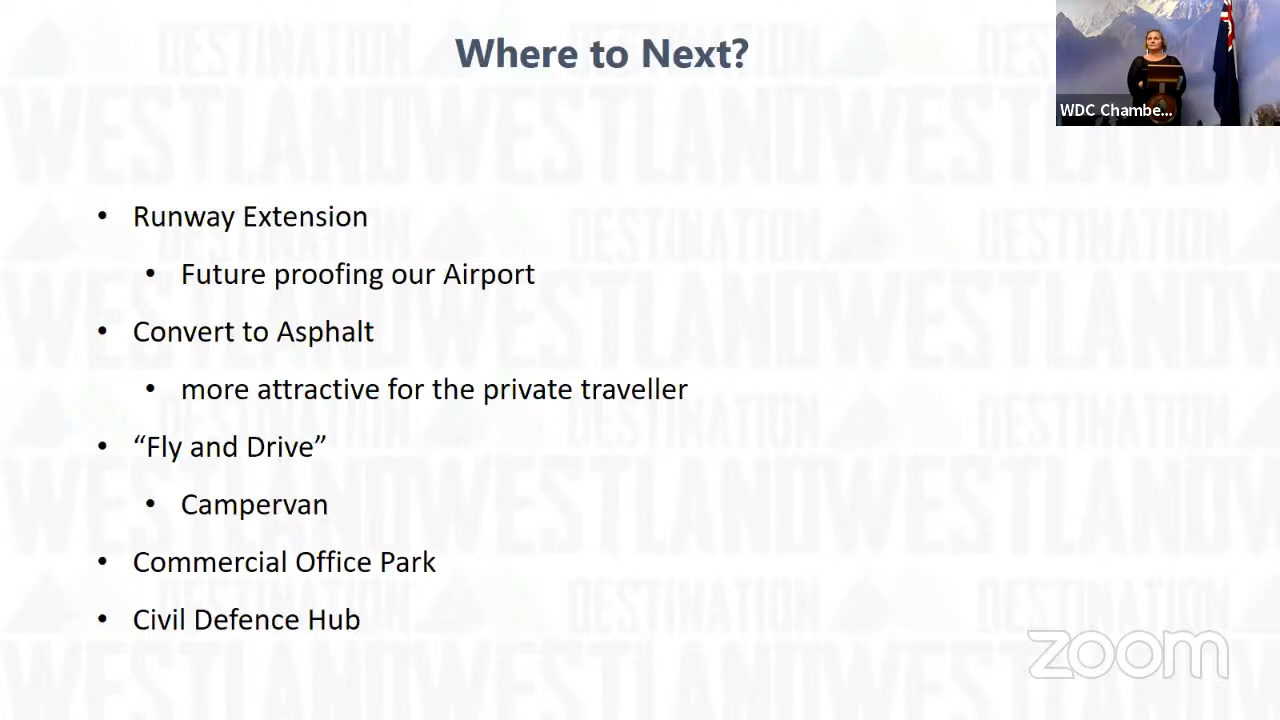 Where to Next?
WDC Chambe...
• Runway Extension
• Future proofing our Airport
• Convert to Asphalt
• more attractive for the private traveller
• “Fly and Drive”
• Campervan
• Commercial Office Park
• Civil Defence Hub
zoom
DESTINATION
WESTLAND